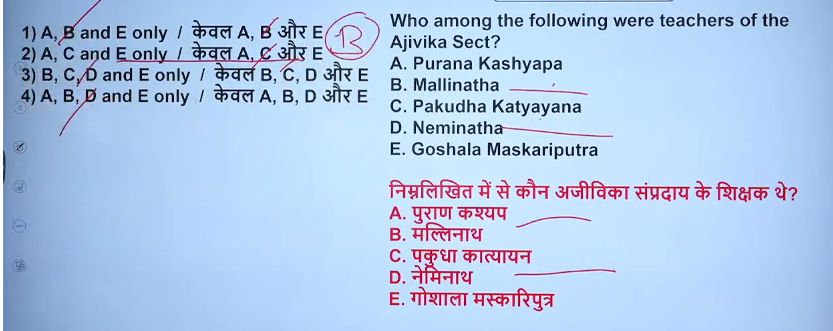 1) A, B and E only / केवल A, B और E
2) A, C and E only / केवल A, C और E
3) B, C, D and E only / केवल B, C, D और E
4) A, B, D and E only / केवल A, B, D और E
B
Who among the following were teachers of the
Ajivika Sect?
A. Purana Kashyapa
B. Mallinatha
C. Pakudha Katyayana
D. Neminatha
E. Goshala Maskariputra
निम्नलिखित में से कौन अजीविका संप्रदाय के शिक्षक थे?
A. पुराण कश्यप
B. मल्लिनाथ
C. पकुधा कात्यायन
D. नेमिनाथ
E. गोशाला मस्कारिपुत्र